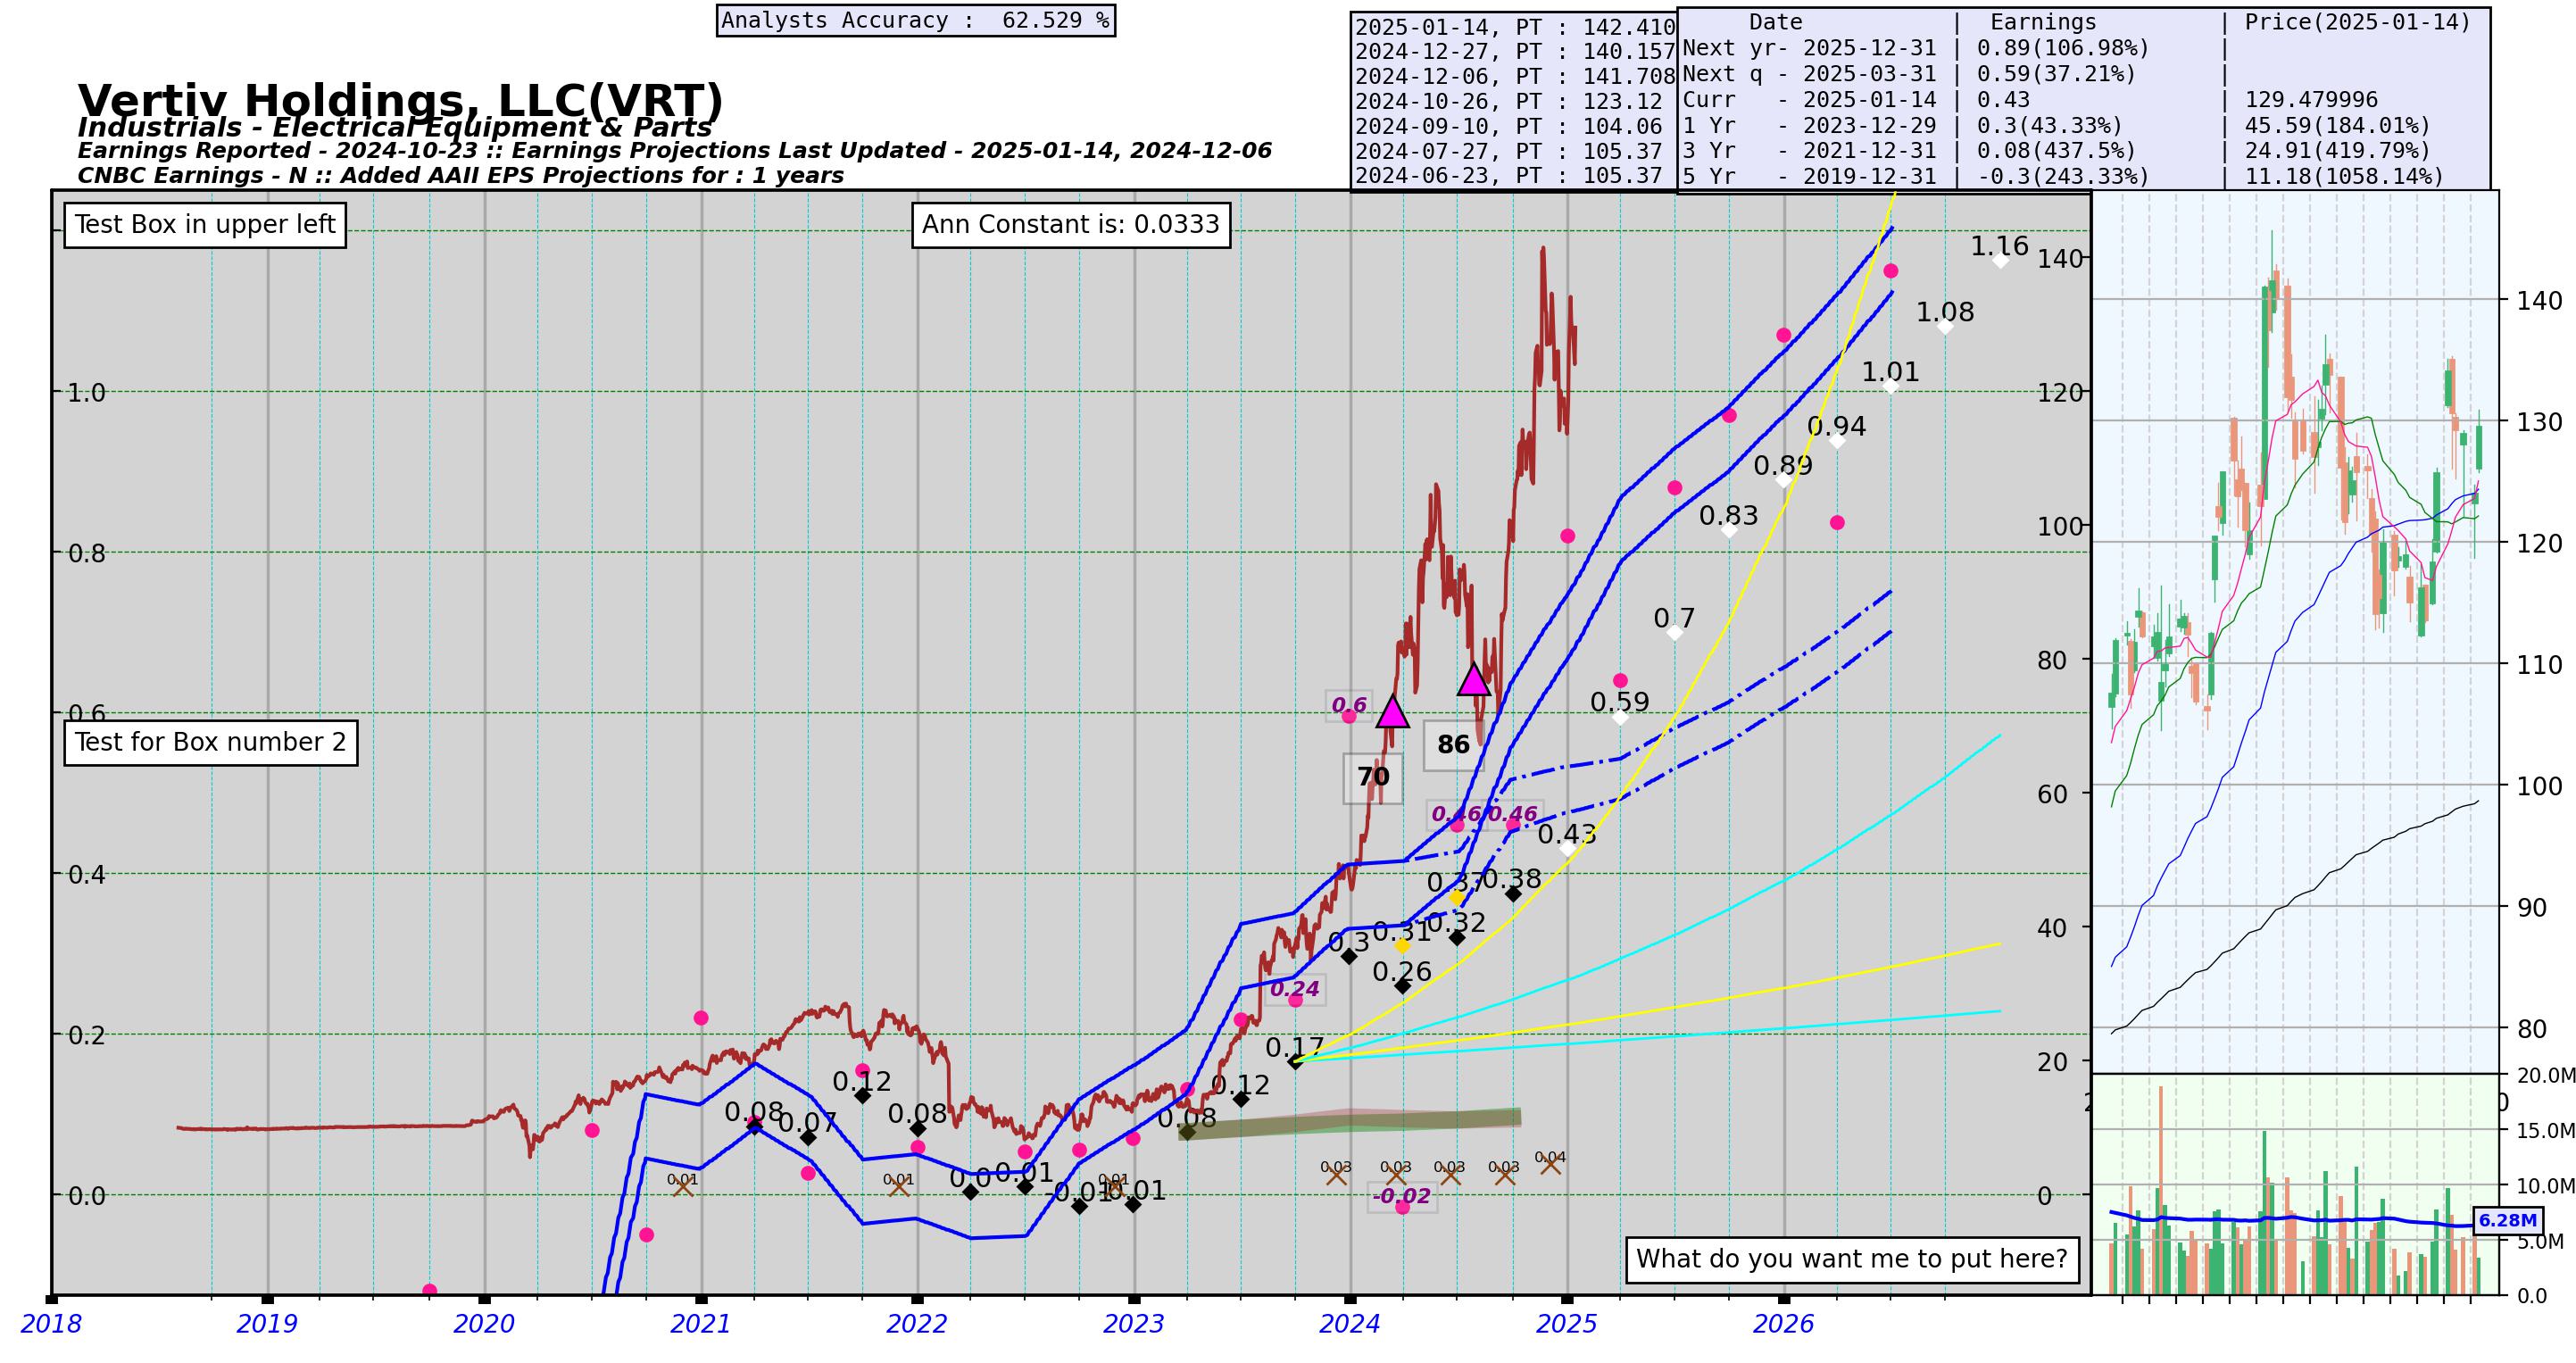 Analysts Accuracy :  62.529 %
Vertiv Holdings, LLC(VRT)
Industrials - Electrical Equipment & Parts
Earnings Reported - 2024-10-23 :: Earnings Projections Last Updated - 2025-01-14, 2024-12-06
CNBC Earnings - N :: Added AAII EPS Projections for : 1 years
2025-01-14, PT : 142.410
2024-12-27, PT : 140.157
2024-12-06, PT : 141.708
2024-10-26, PT : 123.12
2024-09-10, PT : 104.06
2024-07-27, PT : 105.37
2024-06-23, PT : 105.37
Date | Earnings | Price(2025-01-14)
Next yr- 2025-12-31 | 0.89(106.98%) |
Next q - 2025-03-31 | 0.59(37.21%) |
Curr - 2025-01-14 | 0.43 | 129.479996
1 Yr - 2023-12-29 | 0.3(43.33%) | 45.59(184.01%)
3 Yr - 2021-12-31 | 0.08(437.5%) | 24.91(419.79%)
5 Yr - 2019-12-31 | -0.3(243.33%) | 11.18(1058.14%)
Test Box in upper left
Ann Constant is: 0.0333
Test for Box number 2
What do you want me to put here?
1.0
0.8
0.6
0.4
0.2
0.0
0.08
0.07
0.12
0.08
0.0
0.01
-0.01
-0.01
0.08
0.12
0.17
0.3
0.26
0.31
0.32
0.37
0.38
0.43
0.59
0.7
0.83
0.89
0.94
1.01
1.08
1.16
0.24
0.6
-0.02
0.46
0.46
70
86
0.01
0.01
0.01
0.03
0.03
0.03
0.03
0.04
140
120
100
80
60
40
20
0
140
130
120
110
100
90
80
20.0M
15.0M
10.0M
5.0M
0.0
6.28M
2018
2019
2020
2021
2022
2023
2024
2025
2026